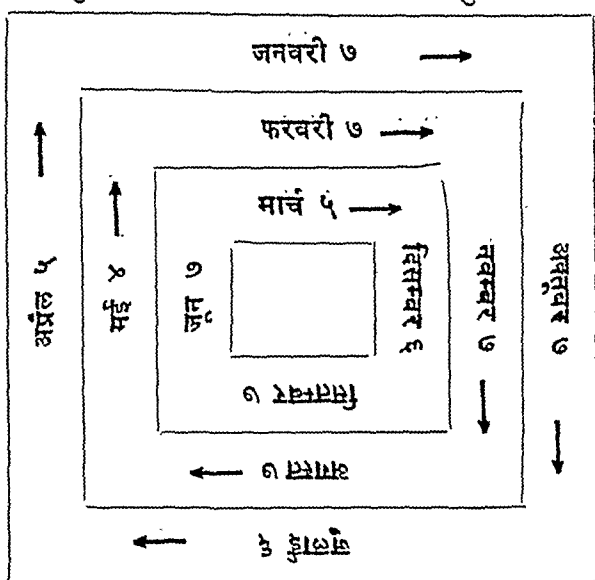 जनवरी ७
फरवरी ७
मार्च ५
अप्रैल ५
मई ४
जून ७
दिसम्बर ६
नवम्बर ७
अक्तूबर ७
सितम्बर ७
अगस्त ७
जुलाई ६